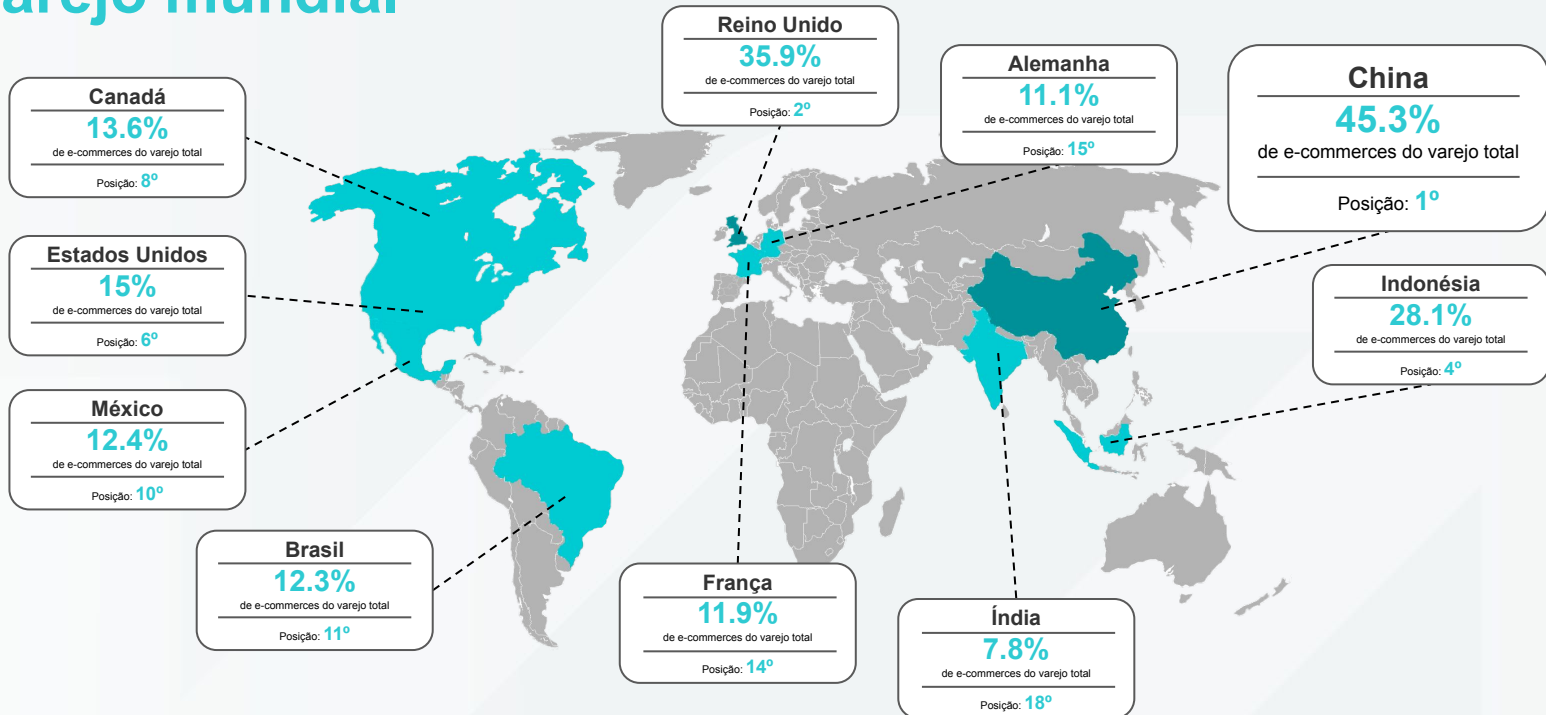 arejo mundial
Reino Unido
35.9%
de e-commerces do varejo total
Posição: 2º
Alemanha
11.1%
de e-commerces do varejo total
Posição: 15º
China
45.3%
de e-commerces do varejo total
Posição: 1º
Canadá
13.6%
de e-commerces do varejo total
Posição: 8º
Estados Unidos
15%
de e-commerces do varejo total
Posição: 6º
Indonésia
28.1%
de e-commerces do varejo total
Posição: 4º
México
12.4%
de e-commerces do varejo total
Posição: 10º
Brasil
12.3%
de e-commerces do varejo total
Posição: 11º
França
11.9%
de e-commerces do varejo total
Posição: 14º
Índia
7.8%
de e-commerces do varejo total
Posição: 18º